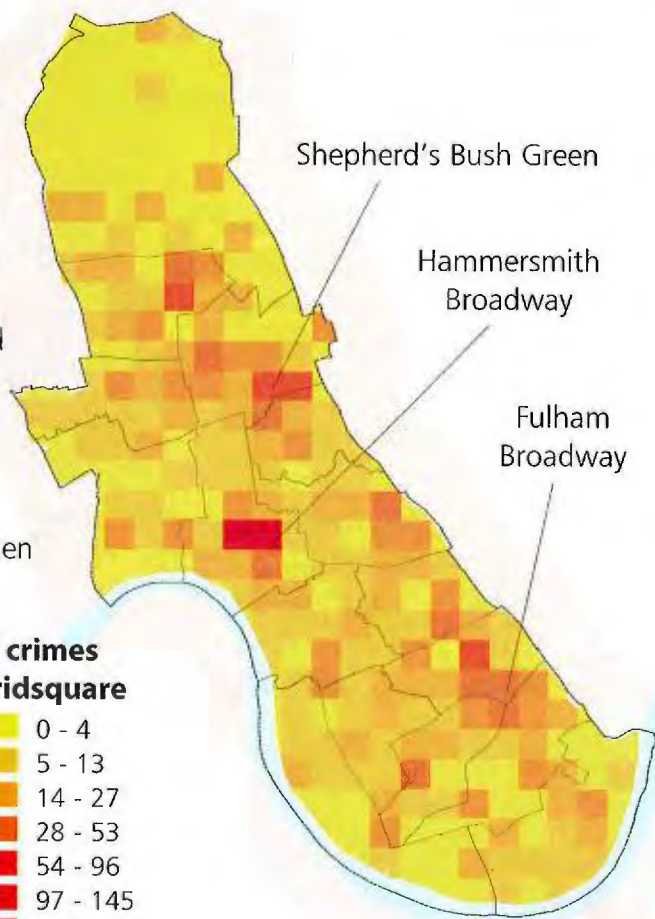 Shepherd's Bush Green
Hammersmith
Broadway
Fulham
Broadway
en
crimes
ridsquare
0 - 4
5 - 13
14 - 27
28 - 53
54 - 96
97 - 145